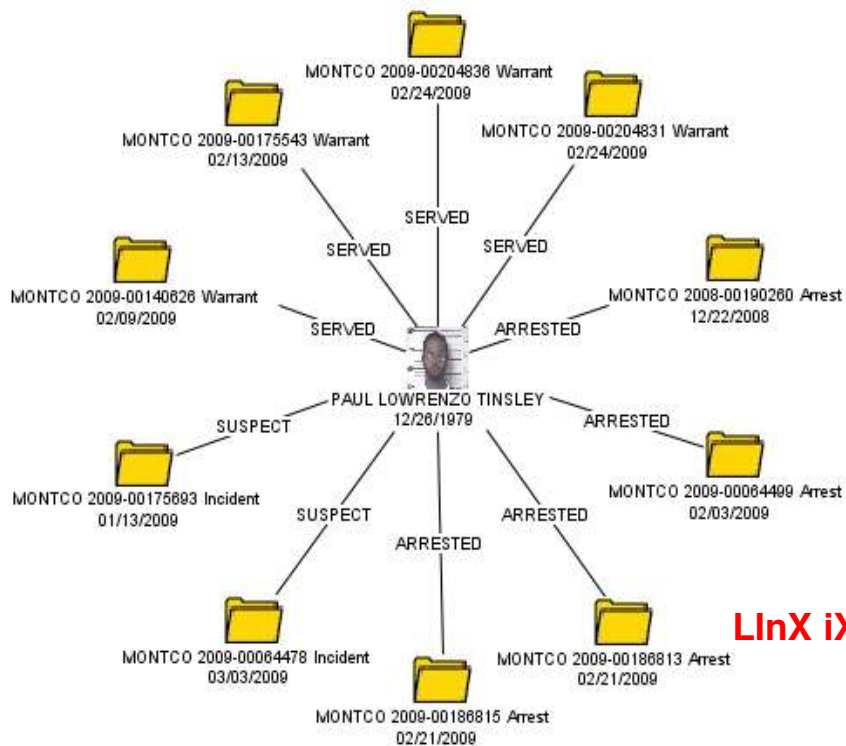 MONTCO 2009-00204836 Warrant
02/24/2009
MONTCO 2009-00175543 Warrant
02/13/2009
MONTCO 2009-00204831 Warrant
02/24/2009
SERVED
SERVED
SERVED
MONTCO 2009-00140626 Warrant
02/09/2009
SERVED
MONTCO 2008-00190260 Arrest
12/22/2008
ARRESTED
PAUL LOWRENZO TINSLEY
12/26/1979
SUSPECT
ARRESTED
MONTCO 2009-00175693 Incident
01/13/2009
MONTCO 2009-00064499 Arrest
02/03/2009
SUSPECT
ARRESTED
ARRESTED
MONTCO 2009-00064478 Incident
03/03/2009
MONTCO 2009-00186813 Arrest
02/21/2009
LInX iX
MONTCO 2009-00186815 Arrest
02/21/2009